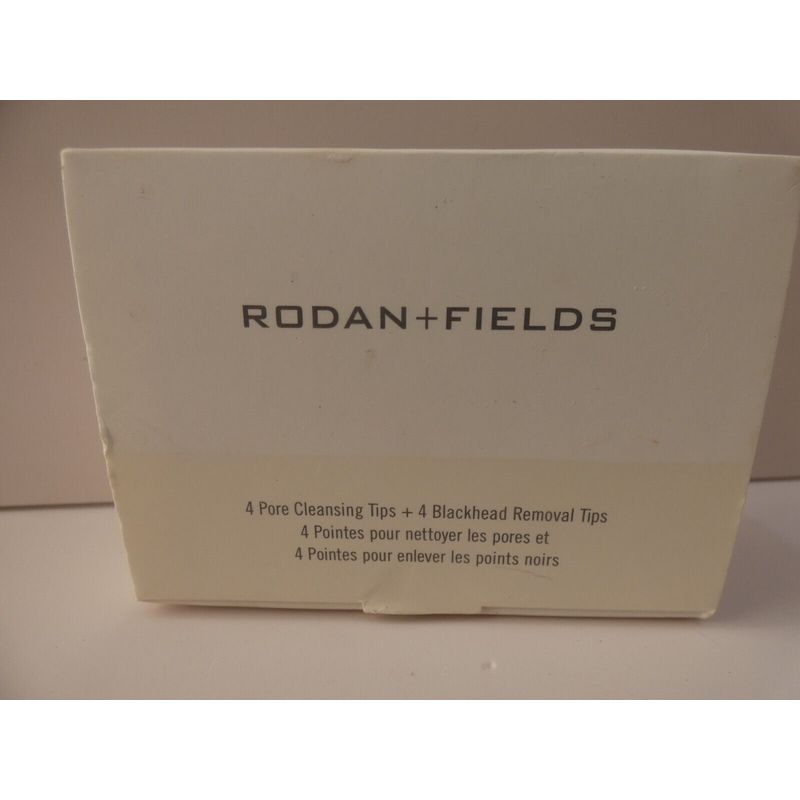 RODAN+FIELDS
4 Pore Cleansing Tips + 4 Blackhead Removal Tips
4 Pointes pour nettoyer les pores et
4 Pointes pour enlever les points noirs